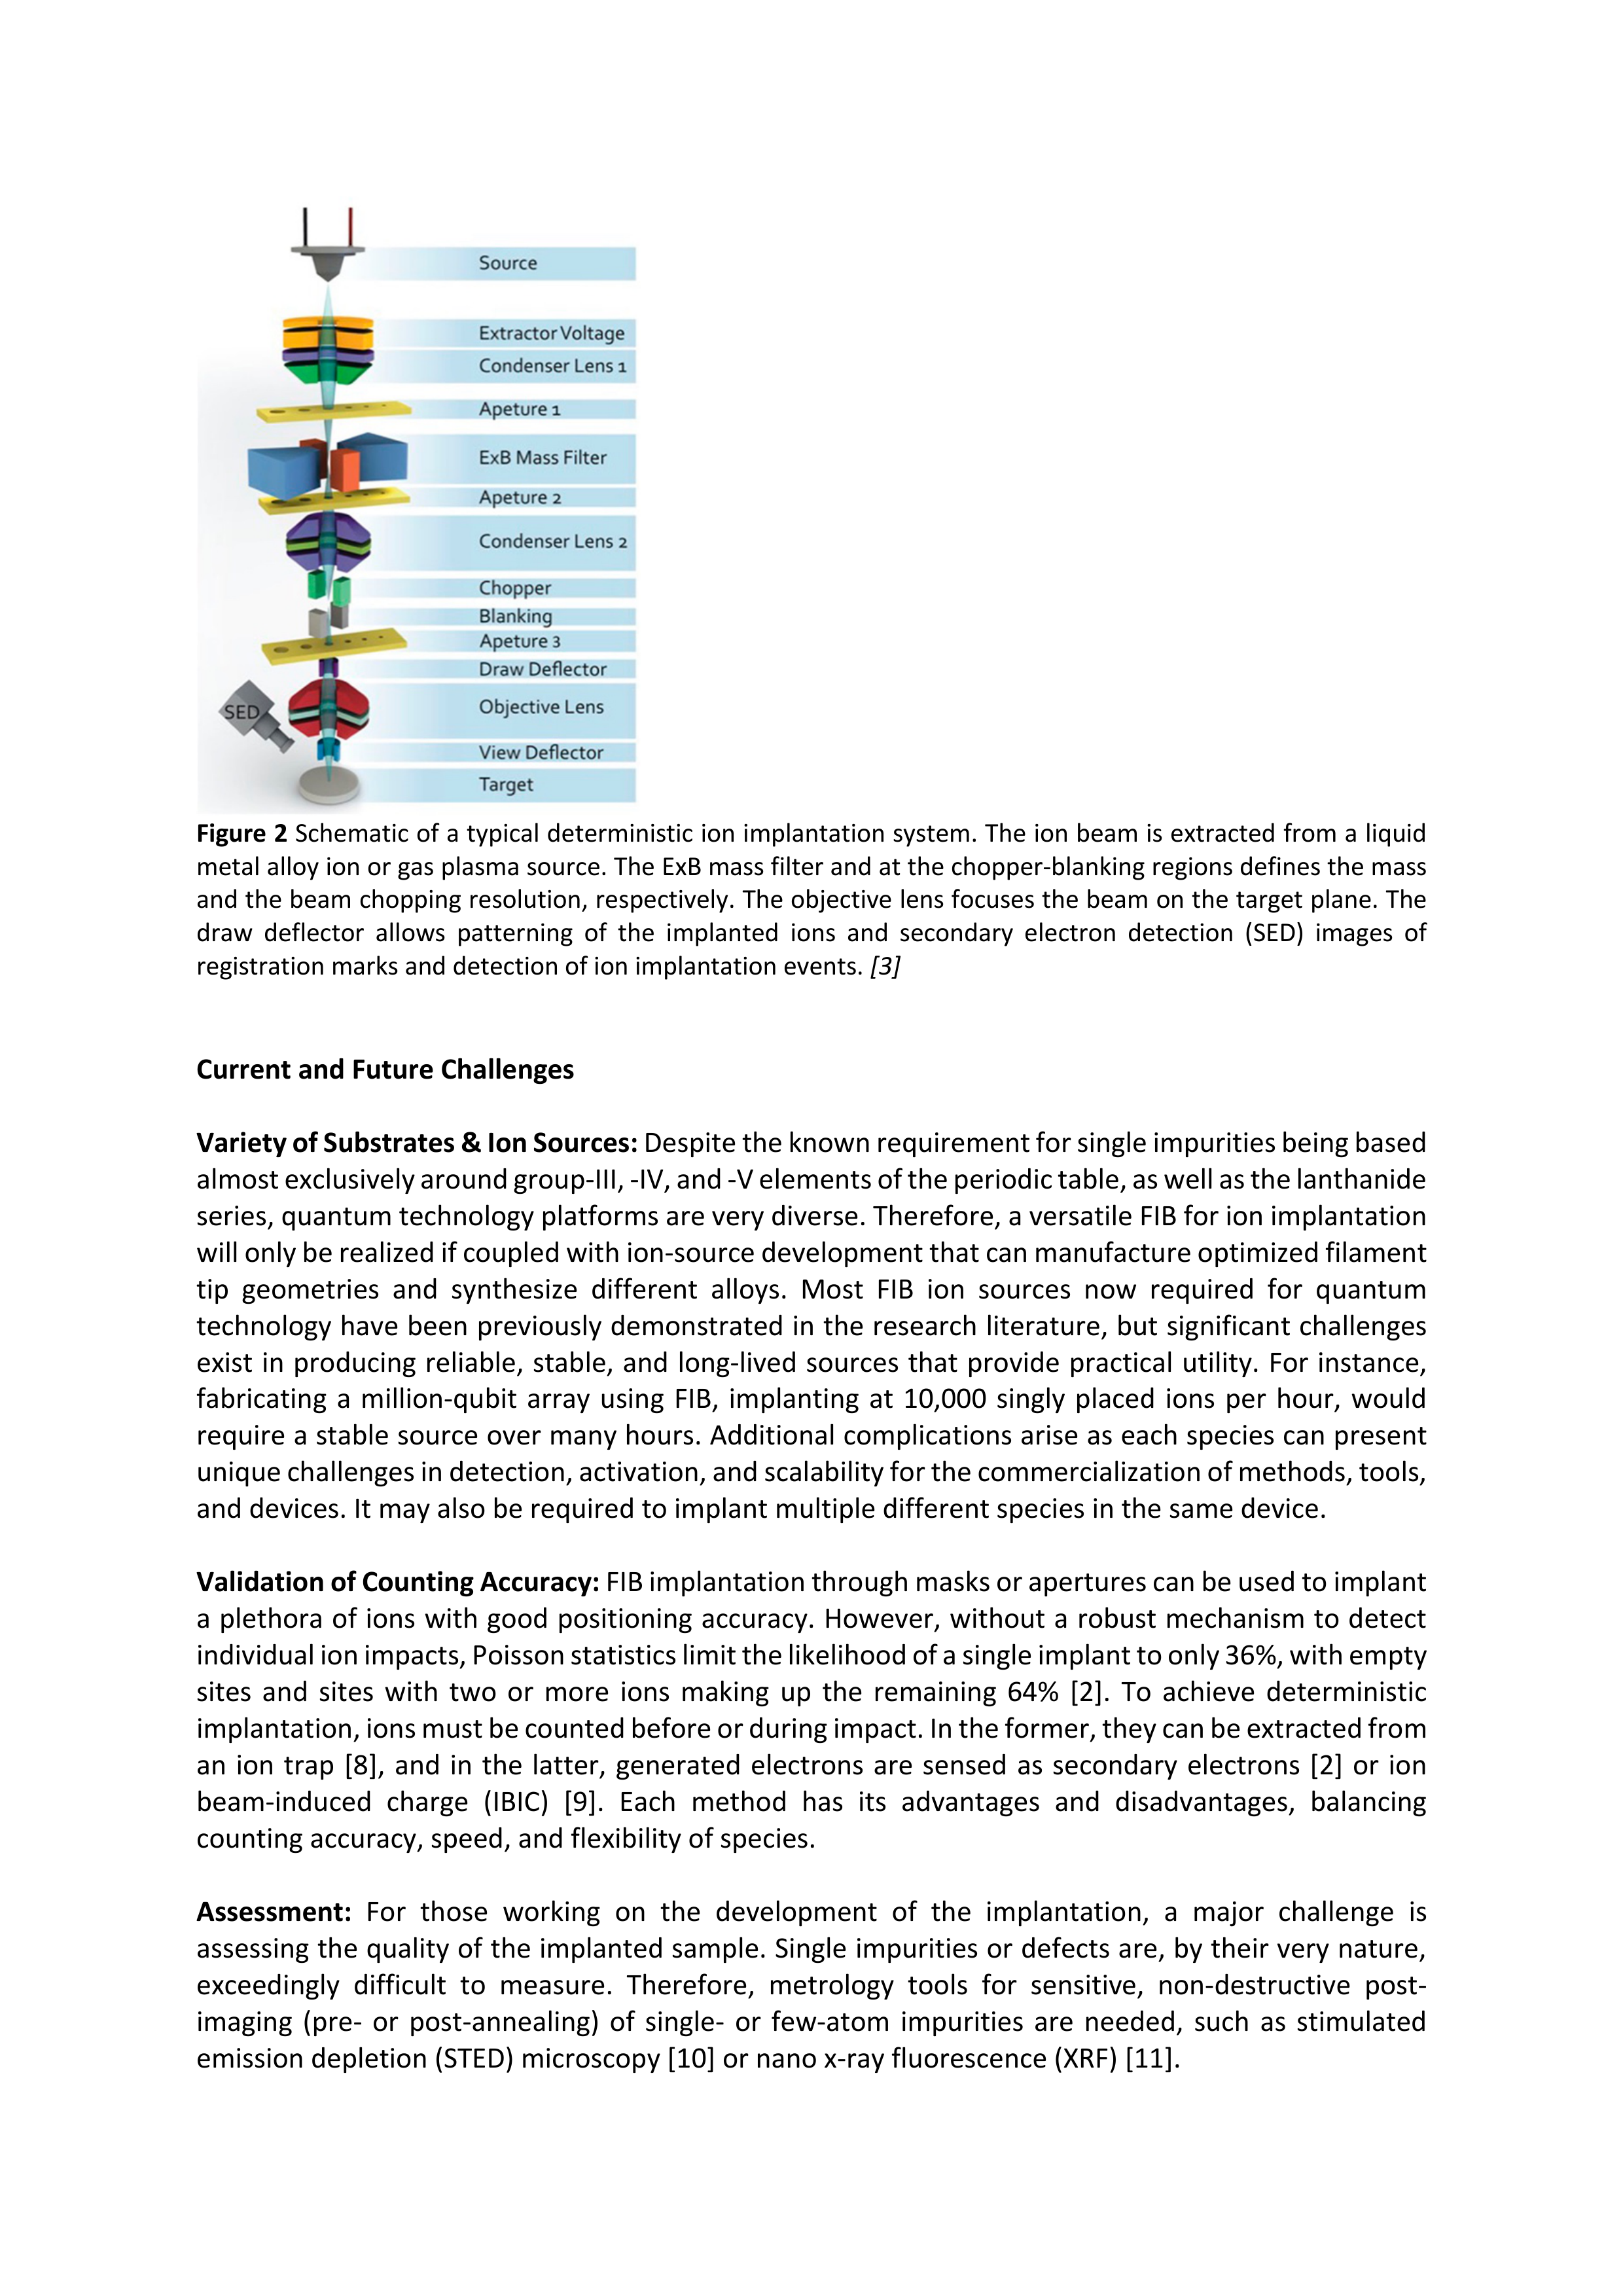 Source
Extractor Voltage
Condenser Lens 1
Apeture 1
ExB Mass Filter
Apeture 2
Condenser Lens 2
Chopper
Blanking
Apeture 3
Draw Deflector
SED
Objective Lens
View Deflector
Target
Figure 2 Schematic of a typical deterministic ion implantation system. The ion beam is extracted from a liquid
metal alloy ion or gas plasma source. The ExB mass filter and at the chopper-blanking regions defines the mass
and the beam chopping resolution, respectively. The objective lens focuses the beam on the target plane. The
draw deflector allows patterning of the implanted ions and secondary electron detection (SED) images of
registration marks and detection of ion implantation events. [3]
Current and Future Challenges
Variety of Substrates & Ion Sources: Despite the known requirement for single impurities being based
almost exclusively around group-III, -IV, and -V elements of the periodic table, as well as the lanthanide
series, quantum technology platforms are very diverse. Therefore, a versatile FIB for ion implantation
will only be realized if coupled with ion-source development that can manufacture optimized filament
tip geometries and synthesize different alloys. Most FIB ion sources now required for quantum
technology have been previously demonstrated in the research literature, but significant challenges
exist in producing reliable, stable, and long-lived sources that provide practical utility. For instance,
fabricating a million-qubit array using FIB, implanting at 10,000 singly placed ions per hour, would
require a stable source over many hours. Additional complications arise as each species can present
unique challenges in detection, activation, and scalability for the commercialization of methods, tools,
and devices. It may also be required to implant multiple different species in the same device.
Validation of Counting Accuracy: FIB implantation through masks or apertures can be used to implant
a plethora of ions with good positioning accuracy. However, without a robust mechanism to detect
individual ion impacts, Poisson statistics limit the likelihood of a single implant to only 36%, with empty
sites and sites with two or more ions making up the remaining 64% [2]. To achieve deterministic
implantation, ions must be counted before or during impact. In the former, they can be extracted from
an ion trap [8], and in the latter, generated electrons are sensed as secondary electrons [2] or ion
beam-induced charge (IBIC) [9]. Each method has its advantages and disadvantages, balancing
counting accuracy, speed, and flexibility of species.
Assessment: For those working on the development of the implantation, a major challenge is
assessing the quality of the implanted sample. Single impurities or defects are, by their very nature,
exceedingly difficult to measure. Therefore, metrology tools for sensitive, non-destructive post-
imaging (pre- or post-annealing) of single- or few-atom impurities are needed, such as stimulated
emission depletion (STED) microscopy [10] or nano x-ray fluorescence (XRF) [11].